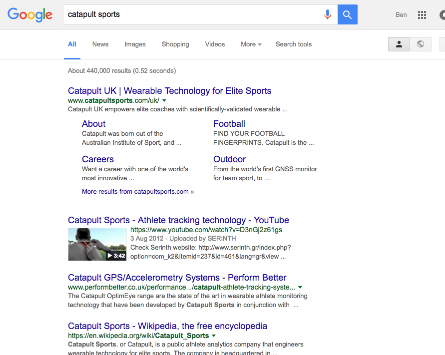 Google catapult sports Ben
All News Images Shopping Videos More Search tools
About 440,000 results (0.52 seconds)
Catapult UK | Wearable Technology for Elite Sports
www.catapultsports.com/uk/
Catapult UK empowers elite coaches with scientifically-validated wearable ...
About
Catapult was born out of the
Australian Institute of Sport, and ...
Football
FIND YOUR FOOTBALL
FINGERPRINTS. Catapult is the ...
Careers
Want a career with one of the world's
most innovative ...
Outdoor
From the world's first GNSS monitor
for team sport, to ...
More results from catapultsports.com »
Catapult Sports - Athlete tracking technology - YouTube
https://www.youtube.com/watch?v=D3nGj2z61gs
3 Aug 2012 - Uploaded by SERINTH
Check Serinth website: http://www.serinth.gr/index.php?
option=com_k2&itemid=237&id=461&lang=gr&view ...
3:42
Catapult GPS/Accelerometry Systems - Perform Better
www.performbetter.co.uk/performance.../catapult-athlete-tracking-syste...
The Catapult OptimEye range are the state of the art in wearable athlete monitoring
technology that have been developed by Catapult Sports in conjunction with ...
Catapult Sports - Wikipedia, the free encyclopedia
https://en.wikipedia.org/wiki/Catapult_Sports
Catapult Sports, or Catapult, is a public athlete analytics company that engineers
wearable technology for elite sports. The company is headquartered in ...